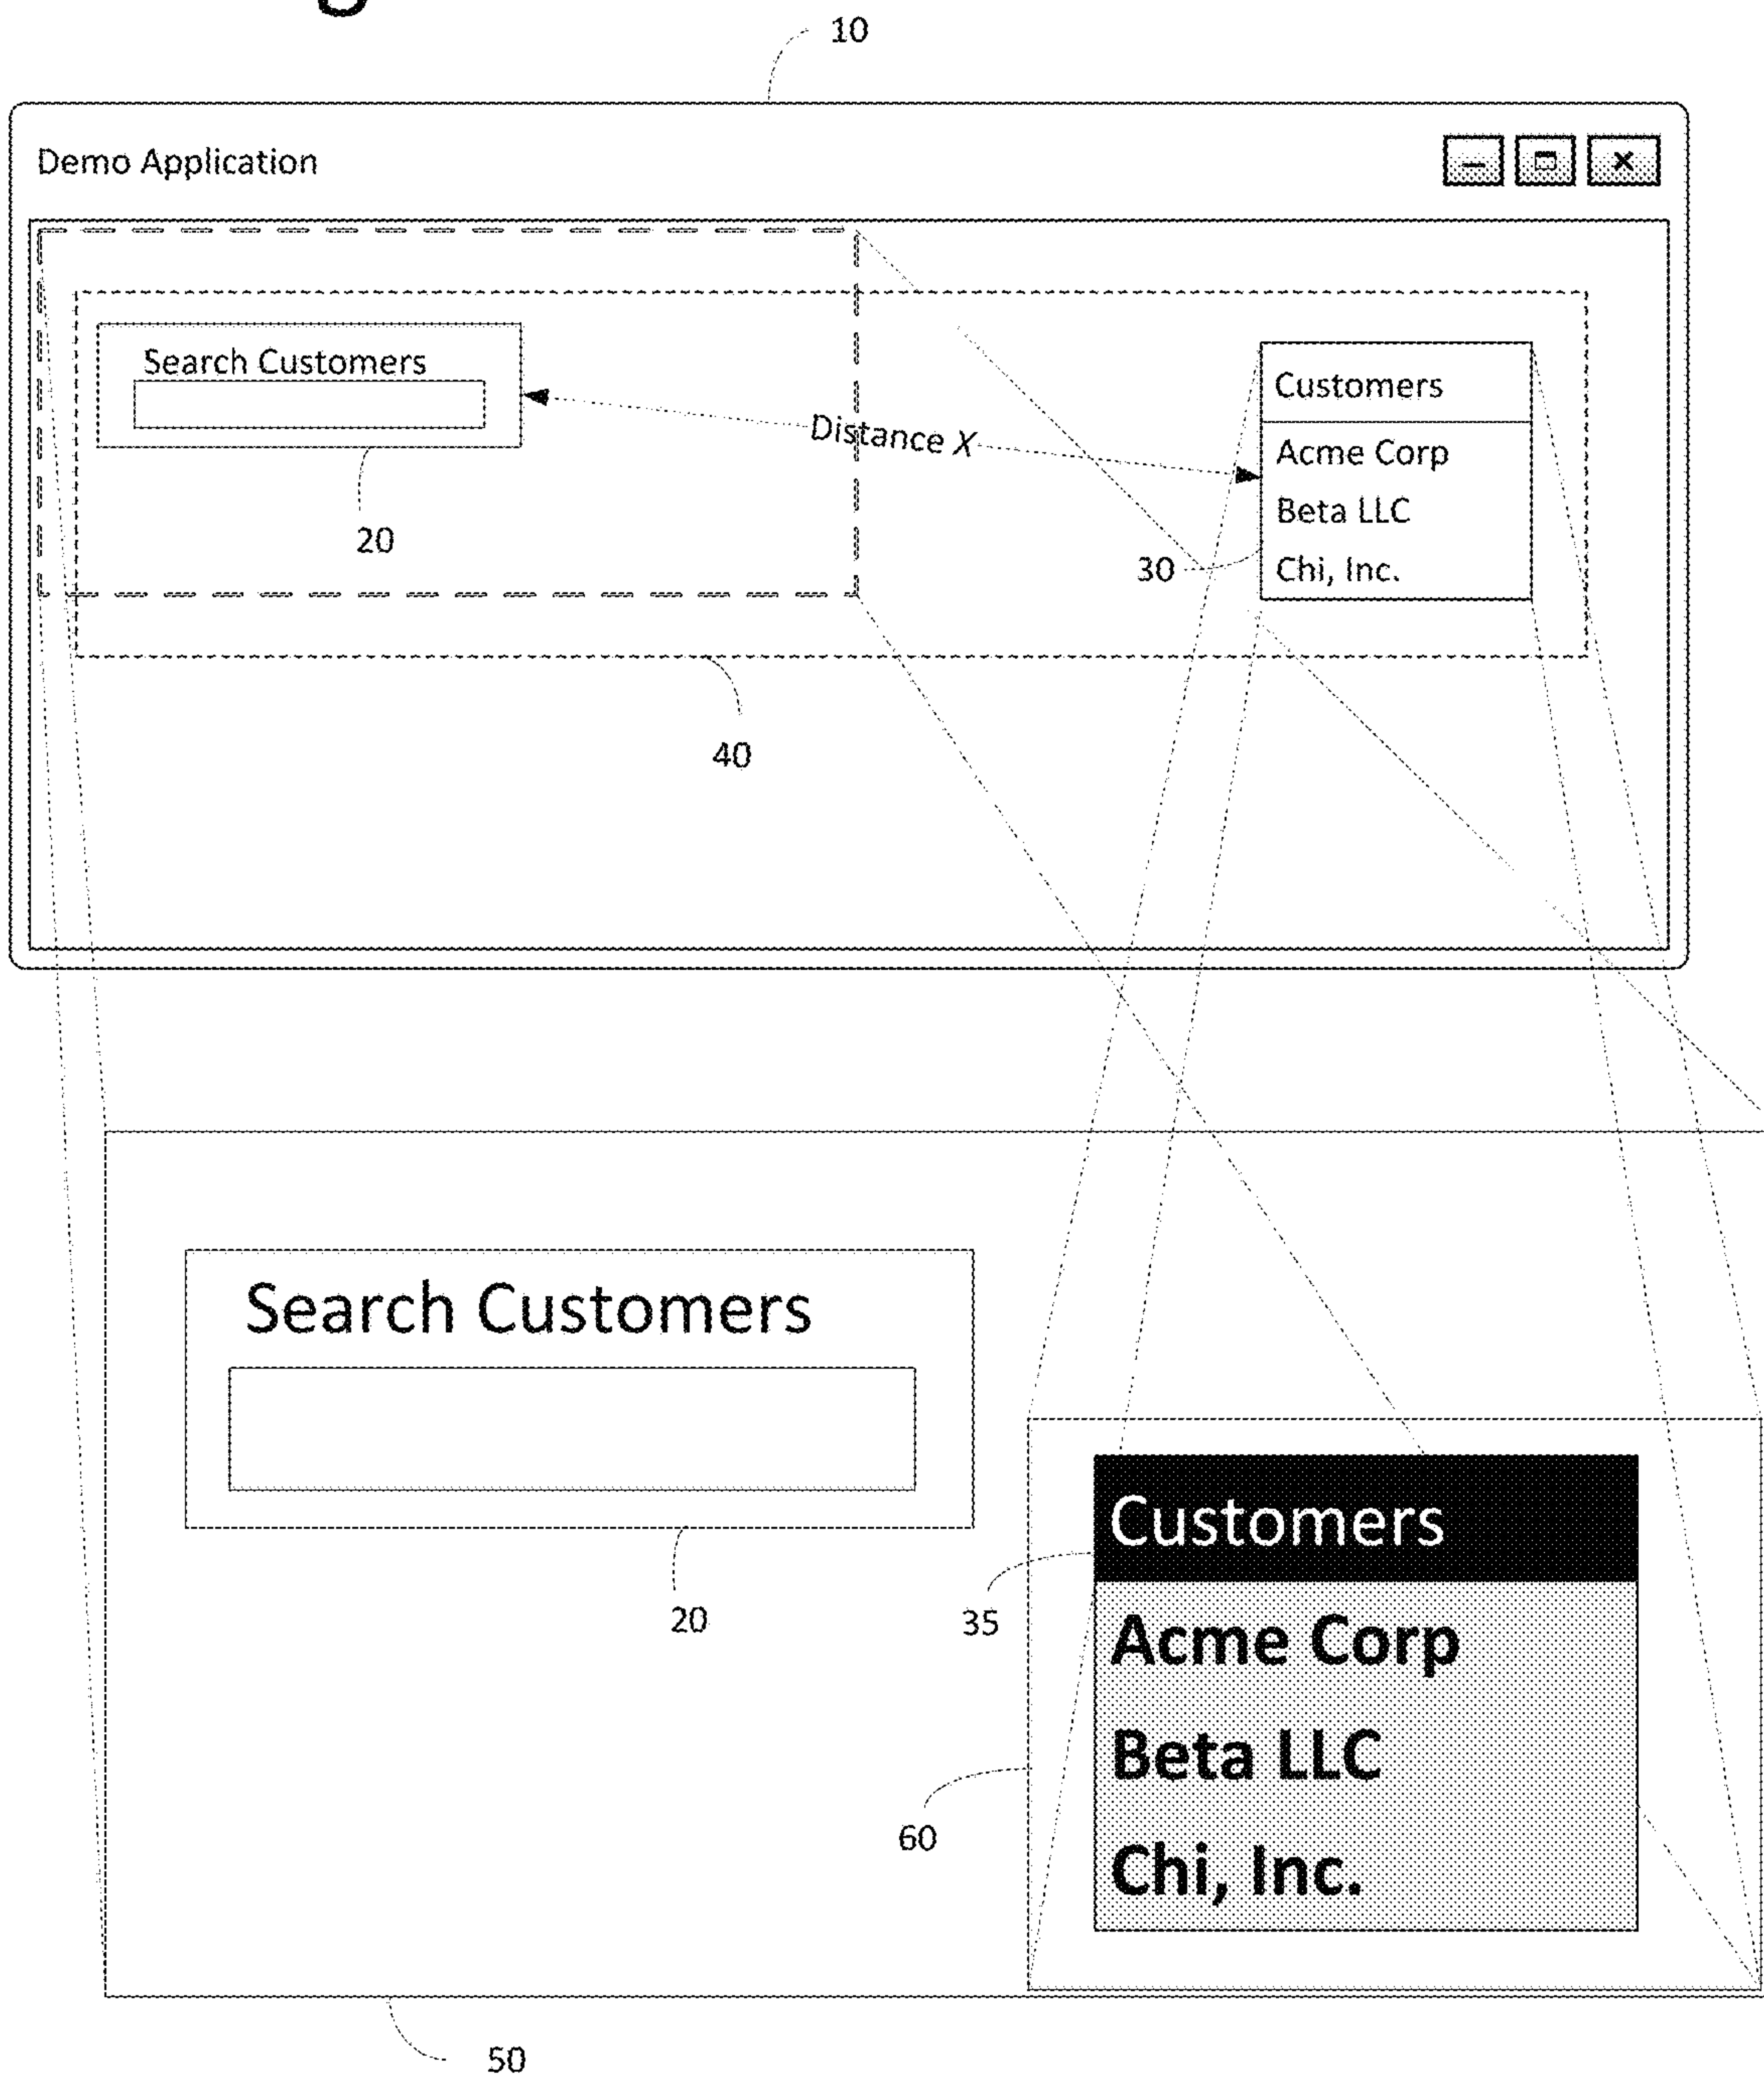 10
Demo Application
Search Customers
Distance X
Customers
Acme Corp
Beta LLC
Chi, Inc.
20
30
40
Search Customers
20
Customers
35
Acme Corp
Beta LLC
60
Chi, Inc.
50